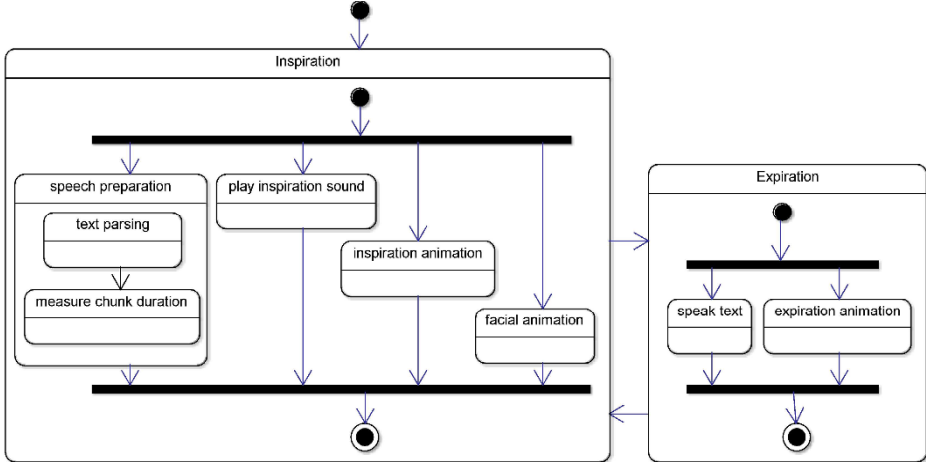 Inspiration
speech preparation
text parsing
measure chunk duration
play inspiration sound
inspiration animation
facial animation
Expiration
speak text
expiration animation